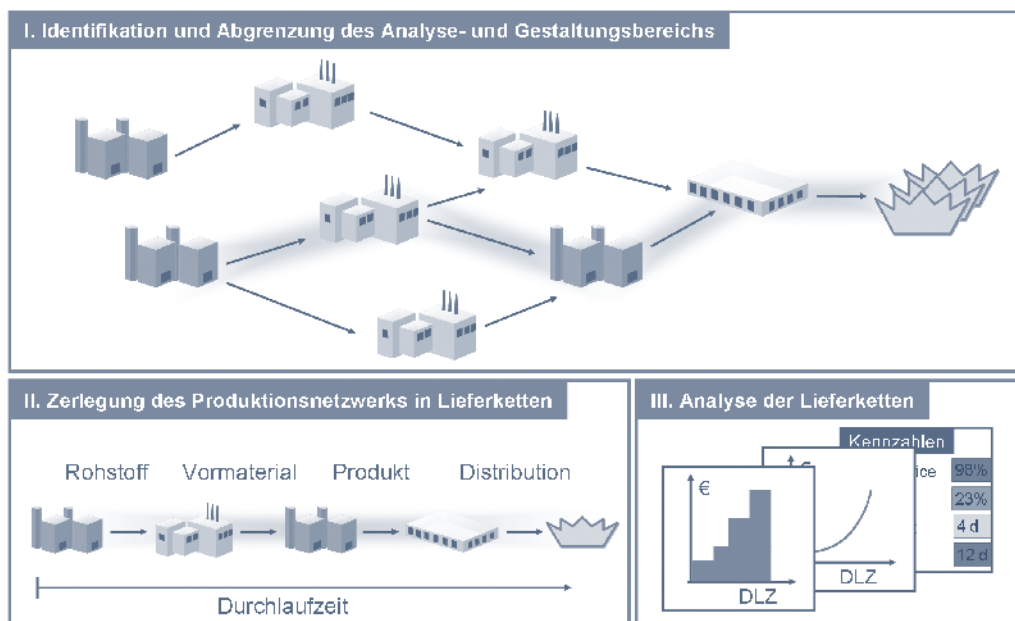 I. Identifikation und Abgrenzung des Analyse- und Gestaltungsbereichs
II. Zerlegung des Produktionsnetzwerks in Lieferketten
Rohstoff Vormaterial Produkt Distribution
Durchlaufzeit
III. Analyse der Lieferketten
Kennzahlen
ice 98%
23%
4 d
12 d
€
DLZ
DLZ